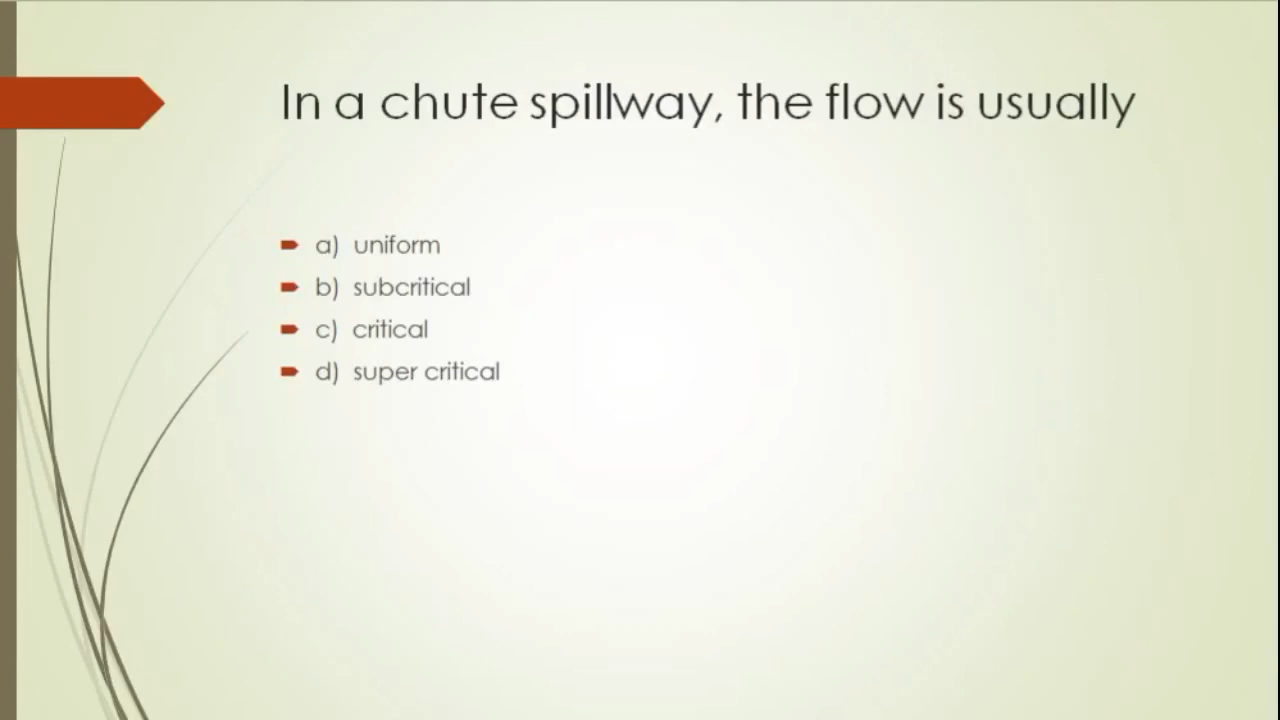 In a chute spillway, the flow is usually
a) uniform
b) subcritical
c) critical
d) super critical